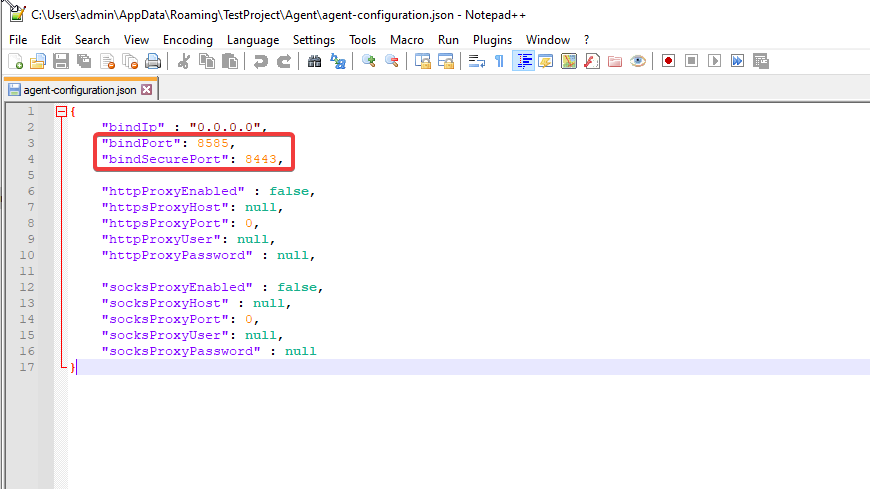 C:\Users\admin\AppData\Roaming\TestProject\Agent\agent-configuration.json - Notepad++
File Edit Search View Encoding Language Settings Tools Macro Run Plugins Window ?
agent-configuration.json
1 {
2 "bindIp" : "0.0.0.0",
3 "bindPort": 8585,
4 "bindSecurePort": 8443,
5
6 "httpProxyEnabled" : false,
7 "httpsProxyHost": null,
8 "httpsProxyPort": 0,
9 "httpProxyUser": null,
10 "httpProxyPassword" : null,
11
12 "socksProxyEnabled" : false,
13 "socksProxyHost" : null,
14 "socksProxyPort": 0,
15 "socksProxyUser": null,
16 "socksProxyPassword" : null
17 }